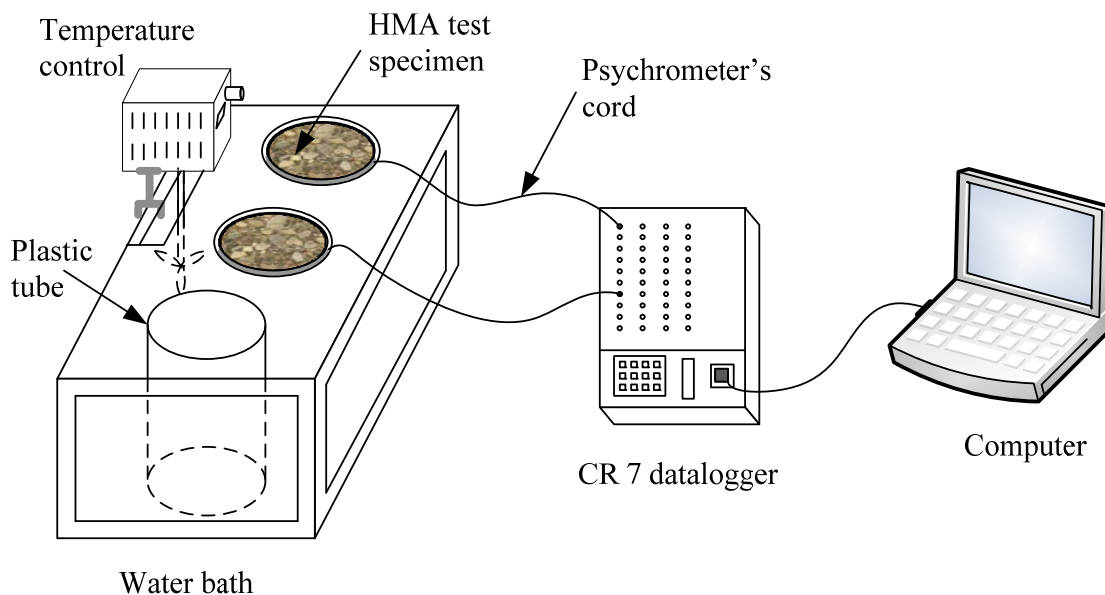 Temperature
control
HMA test
specimen
Psychrometer’s
cord
Plastic
tube
Computer
CR 7 datalogger
Water bath